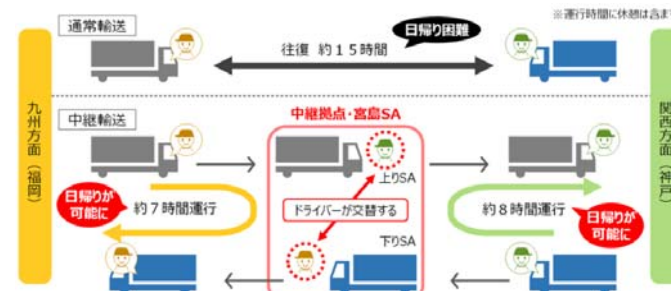 ※運行時間に休憩は含ま
通常輸送
日帰り困難
往復 約15時間
九州方面(福岡)
関西方面(神戸)
中継輸送
中継拠点・宮島SA
上りSA
日帰りが
可能に
約7時間運行
ドライバーが交替する
約8時間運行
日帰りが
可能に
下りSA